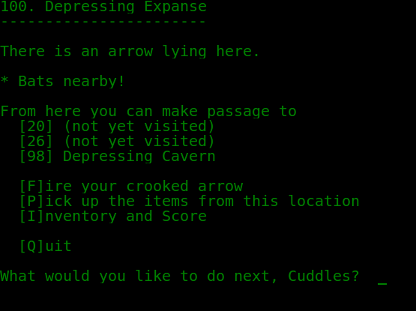 100. Depressing Expanse
-----------------------
There is an arrow lying here.
* Bats nearby!
From here you can make passage to
[20] (not yet visited)
[26] (not yet visited)
[98] Depressing Cavern
[F]ire your crooked arrow
[P]ick up the items from this location
[I]nventory and Score
[Q]uit
What would you like to do next, Cuddles? _